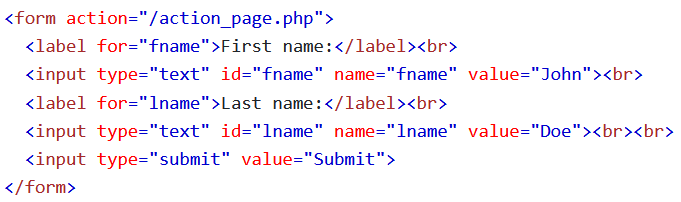 <form action="/action_page.php">
<label for="fname">First name:</label><br>
<input type="text" id="fname" name="fname" value="John"><br>
<label for="lname">Last name:</label><br>
<input type="text" id="lname" name="lname" value="Doe"><br><br>
<input type="submit" value="Submit">
</form>